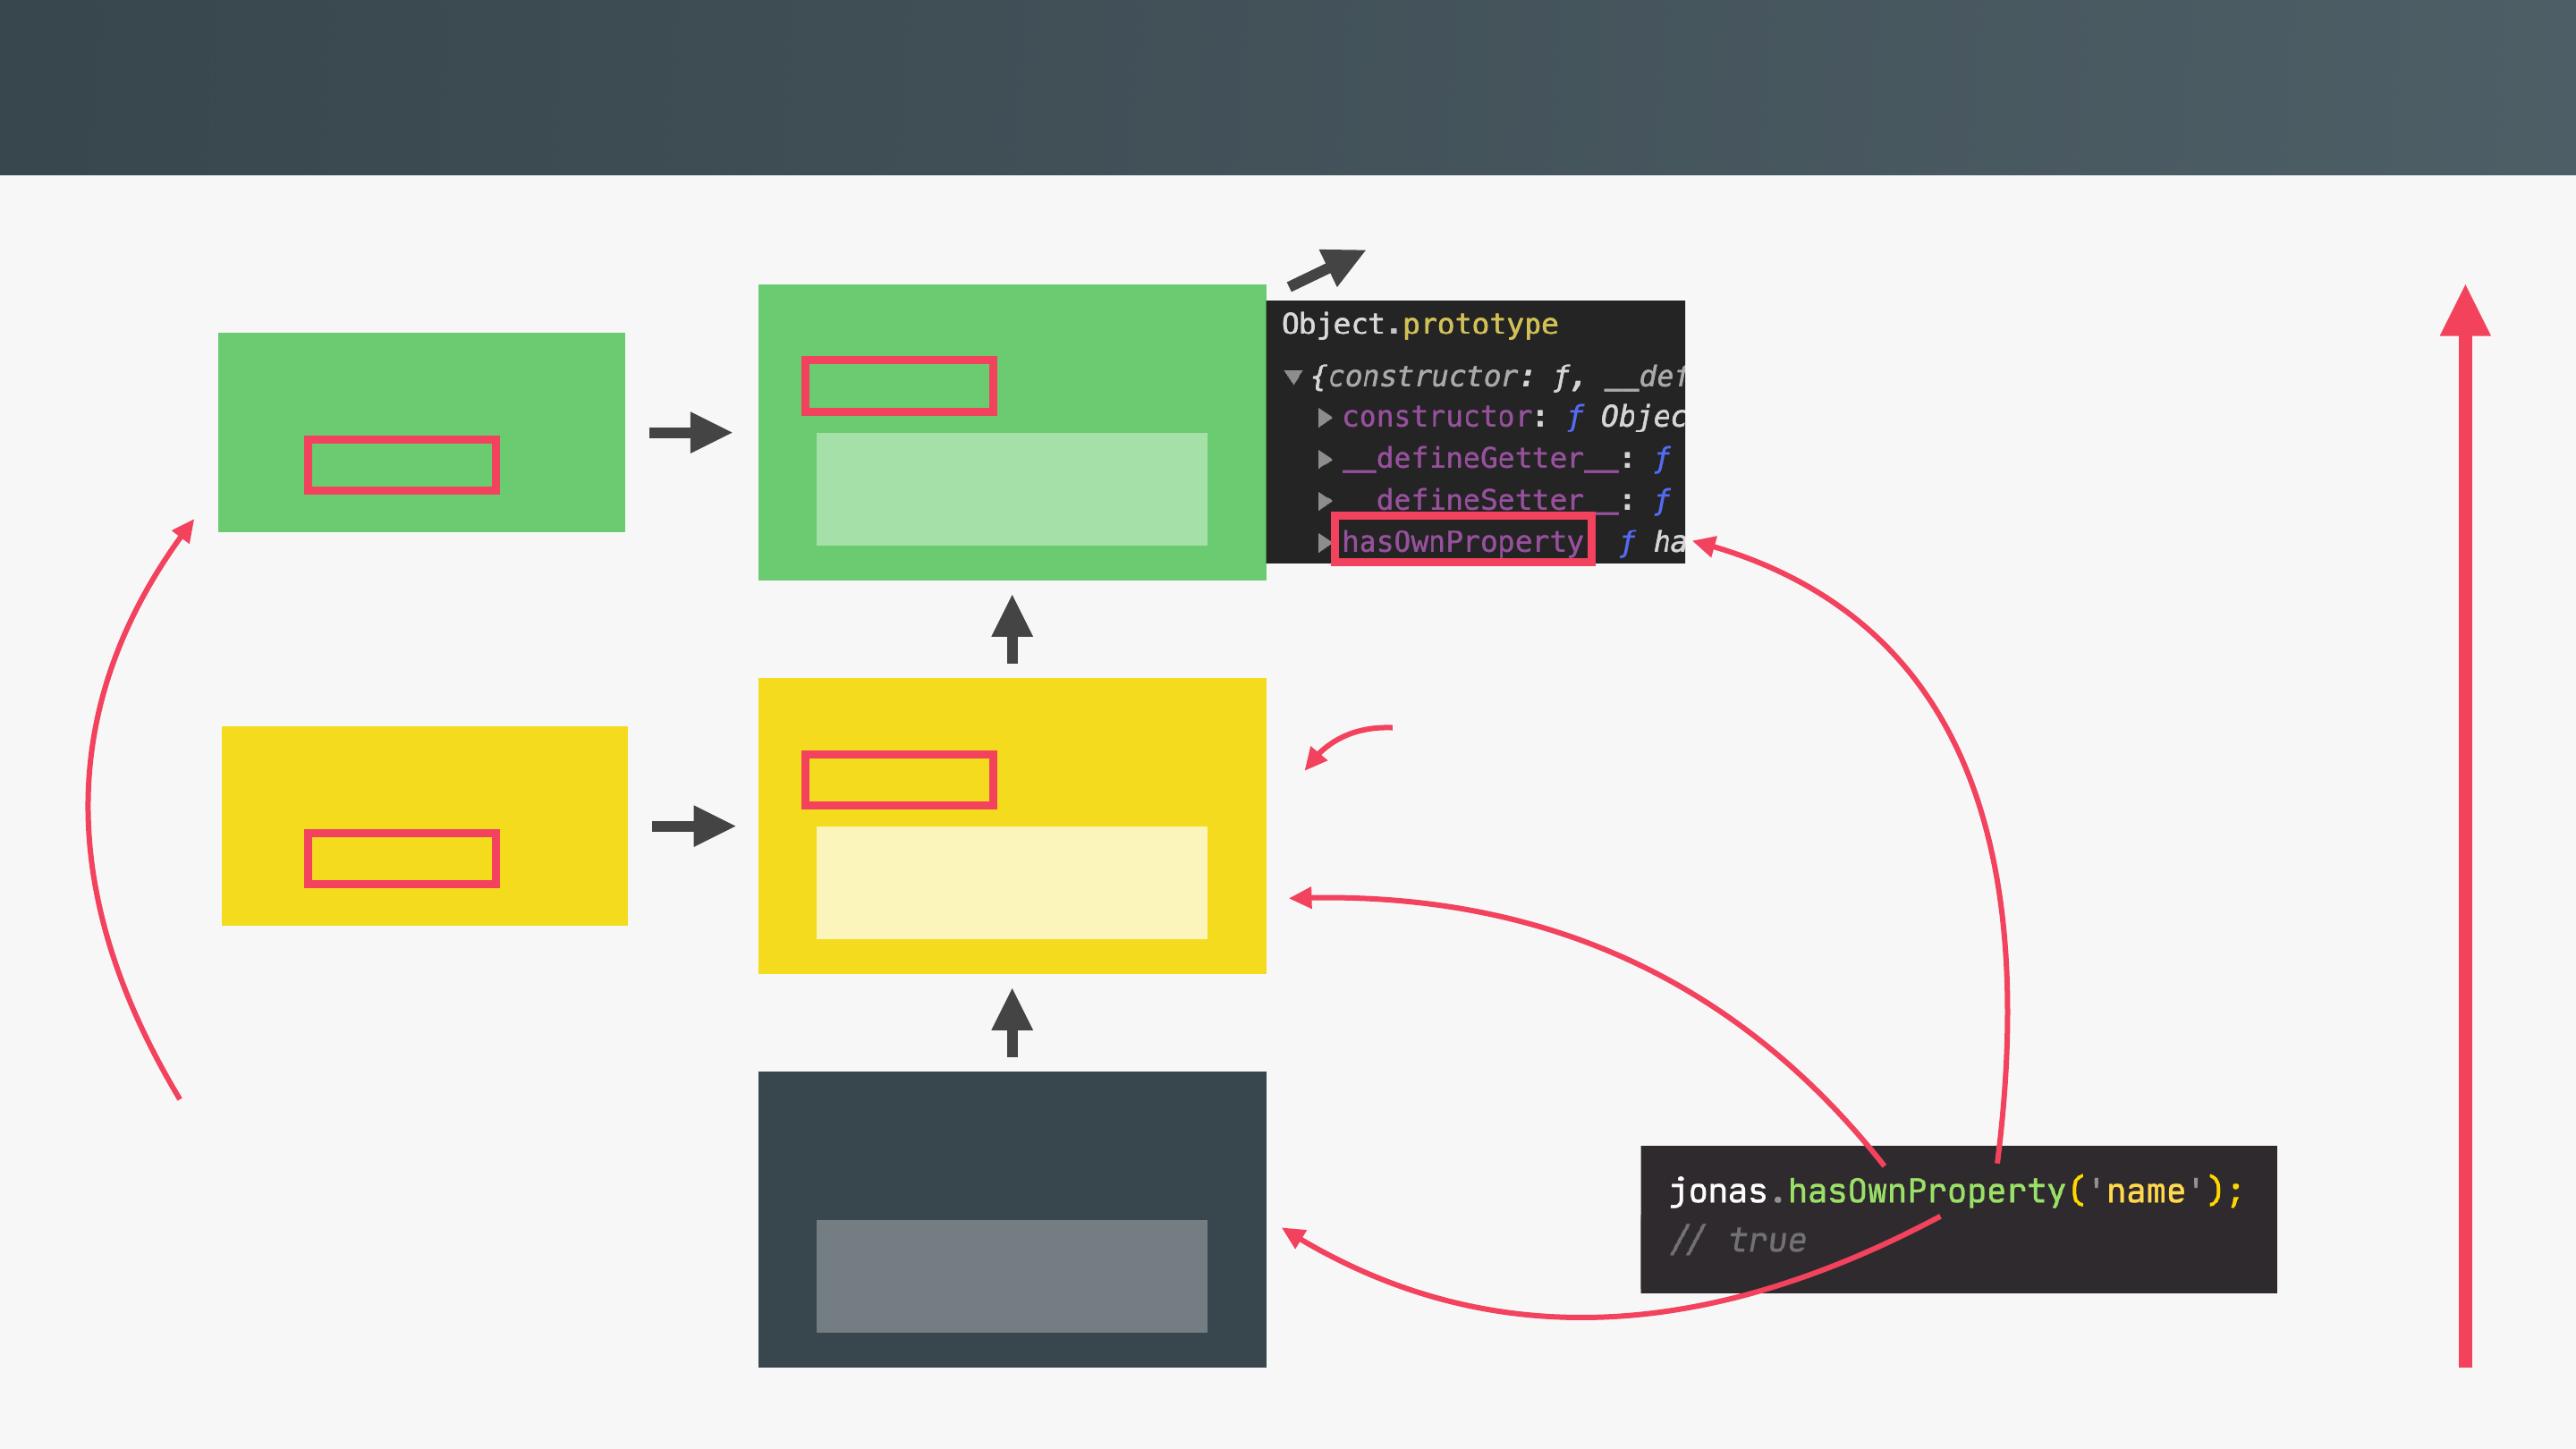 Object.prototype
▼{constructor: ƒ, __def
▶constructor: ƒ Objec
▶__defineGetter__: ƒ
▶__defineSetter__: ƒ
▶hasOwnProperty ƒ ha
jonas.hasOwnProperty('name');
// true